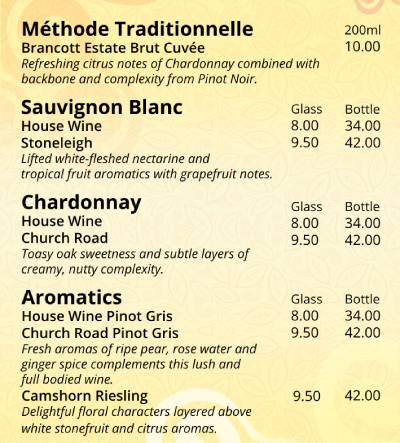 Méthode Traditionnelle 200ml
Brancott Estate Brut Cuvée 10.00
Refreshing citrus notes of Chardonnay combined with
backbone and complexity from Pinot Noir.
Sauvignon Blanc Glass Bottle
House Wine 8.00 34.00
Stoneleigh 9.50 42.00
Lifted white-fleshed nectarine and
tropical fruit aromatics with grapefruit notes.
Chardonnay Glass Bottle
House Wine 8.00 34.00
Church Road 9.50 42.00
Toasy oak sweetness and subtle layers of
creamy, nutty complexity.
Aromatics Glass Bottle
House Wine Pinot Gris 8.00 34.00
Church Road Pinot Gris 9.50 42.00
Fresh aromas of ripe pear, rose water and
ginger spice complements this lush and
full bodied wine.
Camshorn Riesling 9.50 42.00
Delightful floral characters layered above
white stonefruit and citrus aromas.